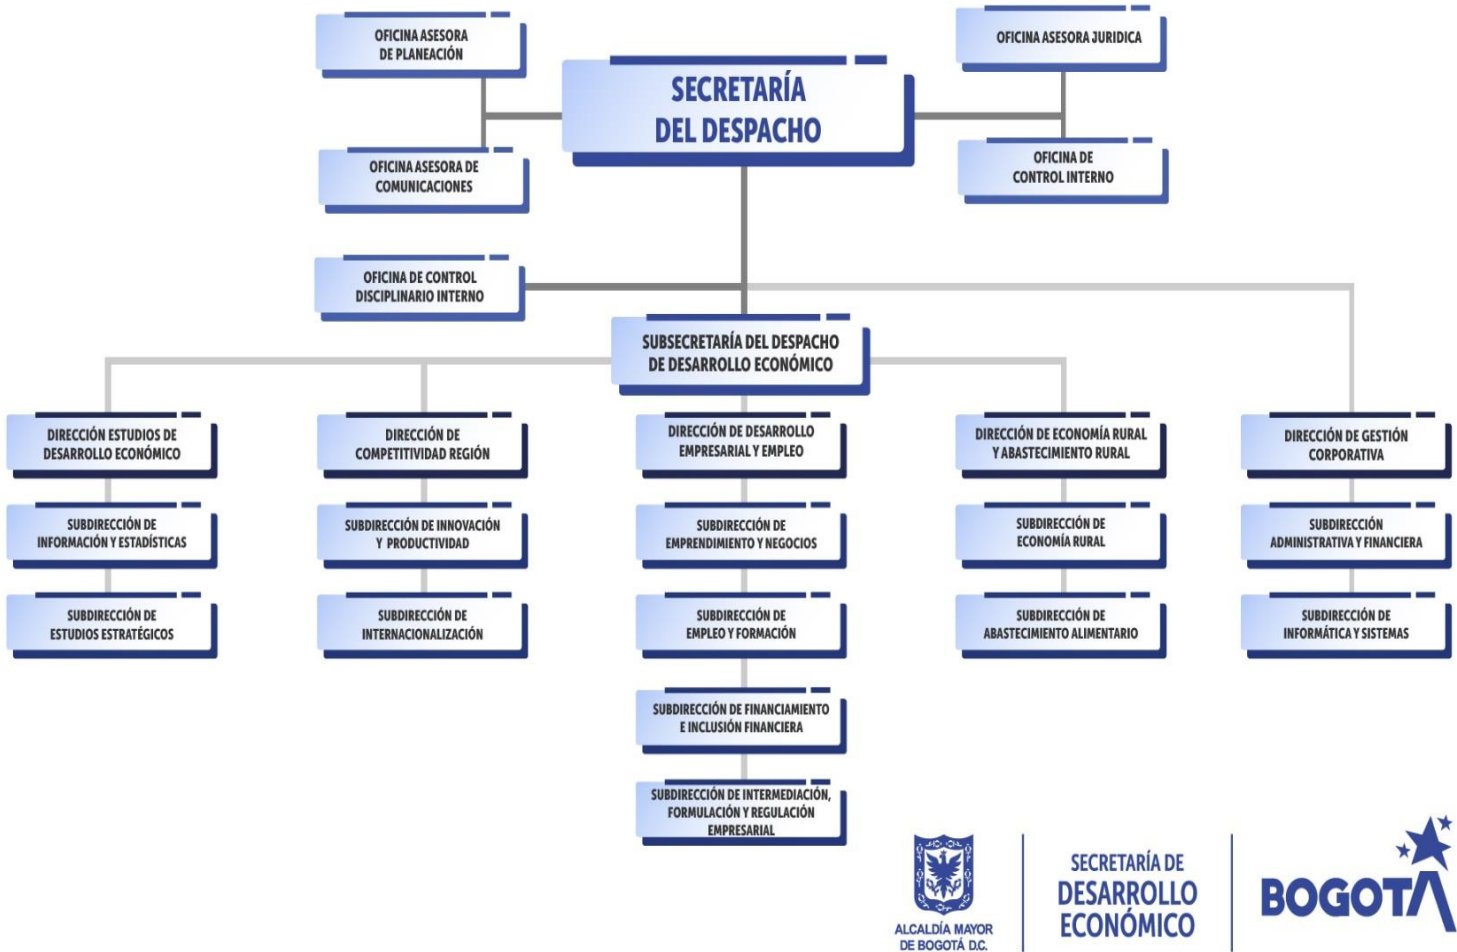 OFICINA ASESORA
DE PLANEACIÓN
OFICINA ASESORA JURIDICA
SECRETARÍA
DEL DESPACHO
OFICINA ASESORA DE
COMUNICACIONES
OFICINA DE
CONTROL INTERNO
OFICINA DE CONTROL
DISCIPLINARIO INTERNO
SUBSECRETARÍA DEL DESPACHO
DE DESARROLLO ECONÓMICO
DIRECCIÓN ESTUDIOS DE
DESARROLLO ECONÓMICO
SUBDIRECCIÓN DE
INFORMACIÓN Y ESTADÍSTICAS
SUBDIRECCIÓN DE
ESTUDIOS ESTRATÉGICOS
DIRECCIÓN DE
COMPETITIVIDAD REGIÓN
SUBDIRECCIÓN DE INNOVACIÓN
Y PRODUCTIVIDAD
SUBDIRECCIÓN DE
INTERNACIONALIZACIÓN
DIRECCIÓN DE DESARROLLO
EMPRESARIAL Y EMPLEO
SUBDIRECCIÓN DE
EMPRENDIMIENTO Y NEGOCIOS
SUBDIRECCIÓN DE
EMPLEO Y FORMACIÓN
SUBDIRECCIÓN DE FINANCIAMIENTO
E INCLUSIÓN FINANCIERA
SUBDIRECCIÓN DE INTERMEDIACIÓN,
FORMULACIÓN Y REGULACIÓN
EMPRESARIAL
DIRECCIÓN DE ECONOMÍA RURAL
Y ABASTECIMIENTO RURAL
SUBDIRECCIÓN DE
ECONOMÍA RURAL
SUBDIRECCIÓN DE
ABASTECIMIENTO ALIMENTARIO
DIRECCIÓN DE GESTIÓN
CORPORATIVA
SUBDIRECCIÓN
ADMINISTRATIVA Y FINANCIERA
SUBDIRECCIÓN DE
INFORMÁTICA Y SISTEMAS
ALCALDÍA MAYOR
DE BOGOTÁ D.C.
SECRETARÍA DE
DESARROLLO
ECONÓMICO
BOGOTÁ